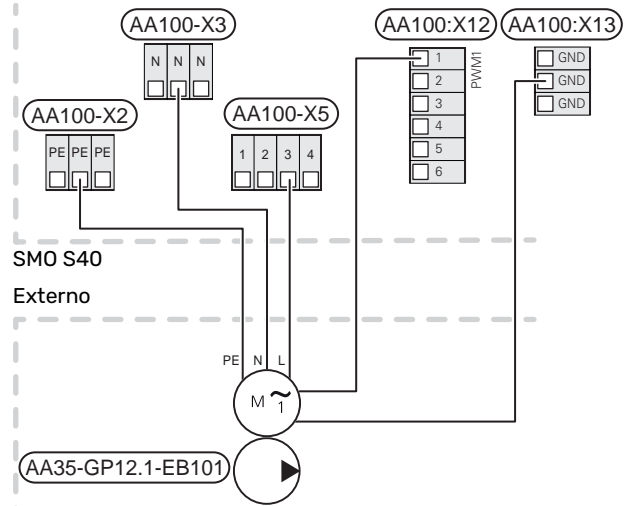 AA100-X3
AA100:X12
AA100:X13
N N N
1
2
3
4
5
6
PWM1
GND
GND
GND
AA100-X2
PE PE PE
AA100-X5
1 2 3 4
SMO S40
Externo
PE N L
M ~ 1
AA35-GP12.1-EB101